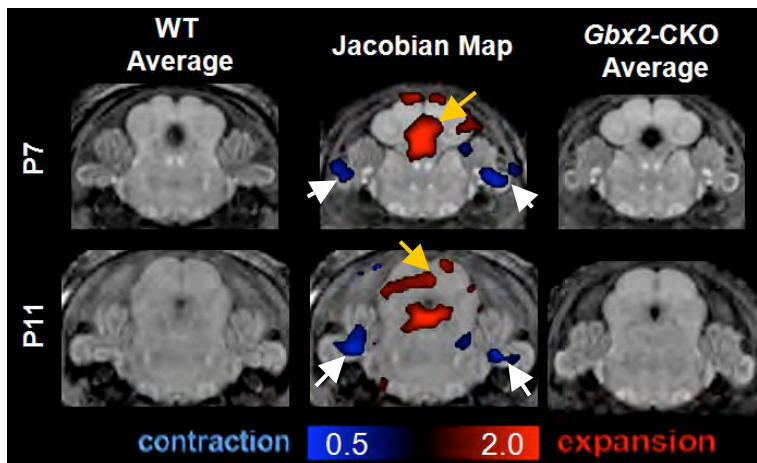 WT
Average
Jacobian Map
Gbx2-CKO
Average
P7
P11
contraction
0.5
2.0
expansion